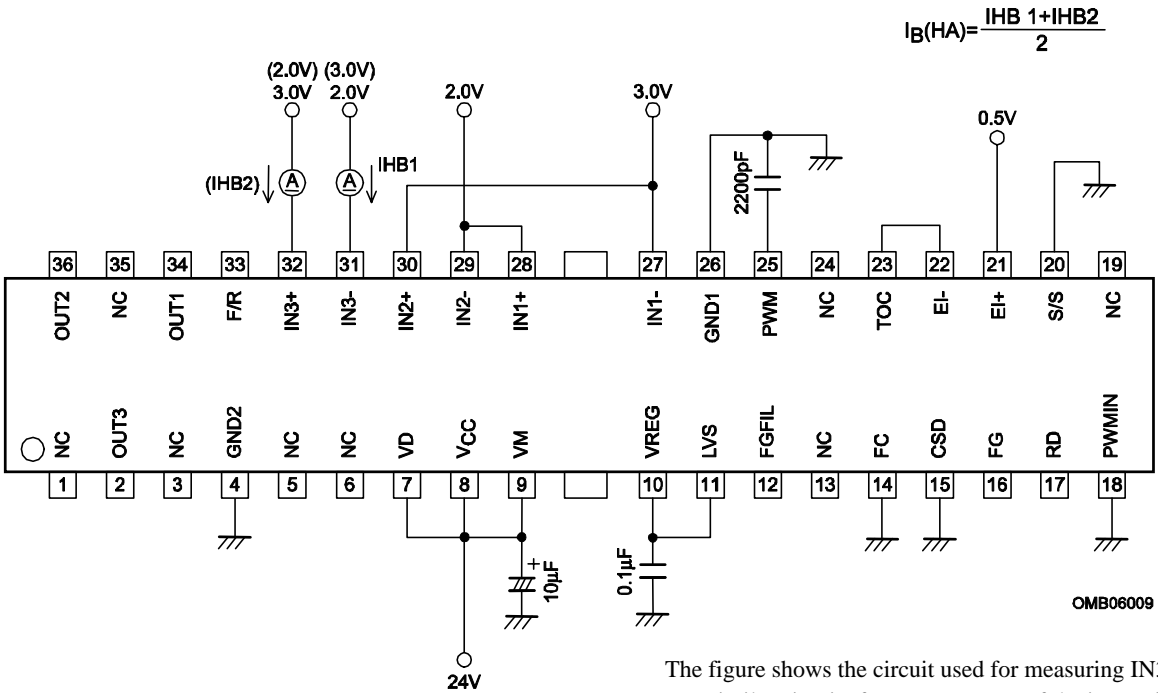 I_B(HA)= IHB 1+IHB2 / 2
(2.0V) (3.0V)
3.0V 2.0V 2.0V 3.0V
0.5V
(IHB2) A A IHB1
2200pF
36 35 34 33 32 31 30 29 28 27 26 25 24 23 22 21 20 19
OUT2 NC OUT1 F/R IN3+ IN3- IN2+ IN2- IN1+ IN1- GND1 PWM NC TOC EI- EI+ S/S NC
NC OUT3 NC GND2 NC NC VD VCC VM VREG LVS FGFIL NC FC CSD FG RD PWMIN
1 2 3 4 5 6 7 8 9 10 11 12 13 14 15 16 17 18
+
10μF
0.1μF
OMB06009
24V
The figure shows the circuit used for measuring